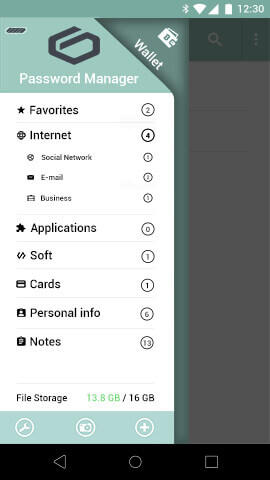 12:30
Wallet
Password Manager
Favorites 2
Internet 4
Social Network 1
E-mail 2
Business 1
Applications 0
Soft 1
Cards 1
Personal info 6
Notes 13
File Storage 13.8 GB / 16 GB